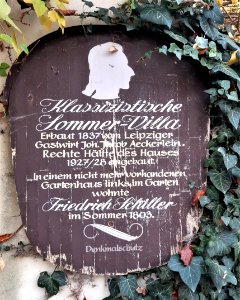 Klassizistische
Sommer-Villa
Erbaut 1837 vom Leipziger
Gastwirt Joh. Jacob Aeckerlein.
Rechte Hälfte des Hauses
1927/28 angebaut.
In einem nicht mehr vorhandenen
Gartenhaus links im Garten
wohnte
Friedrich Schiller
im Sommer 1803.
Denkmalschutz